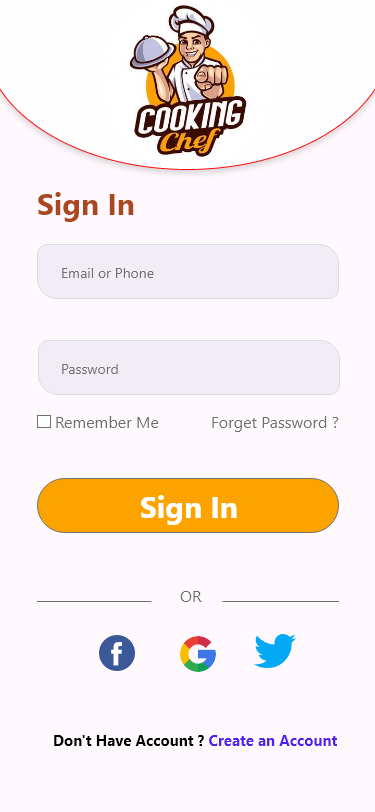 COOKING
Chef
Sign In
Email or Phone
Password
Remember Me
Forget Password ?
Sign In
OR
Don't Have Account ? Create an Account